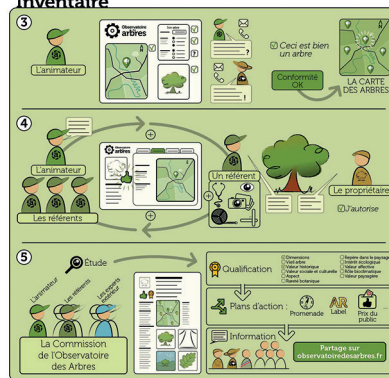 Inventaire
3
L'animateur
Observatoire
des arbres
?
!
Ceci est bien
un arbre
Conformité
OK
LA CARTE
DES ARBRES
4
L'animateur
Les référents
Observatoire
des arbres
Un référent
Le propriétaire
J'autorise
5
Étude
L'animateur
Les référents
Les experts
extérieur
La Commission
de l'Observatoire
des Arbres
Qualification
Dimensions
Vieil arbre
Valeur historique
Valeur sociale et culturelle
Aspect
Rareté botanique
Repère dans le paysage
Intérêt écologique
Valeur affective
Rôle bioclimatique
Valeur paysagère
Plans d'action :
Promenade
AR
Label
Prix du
public
...
Information
Partage sur
observatoiredesarbres.fr